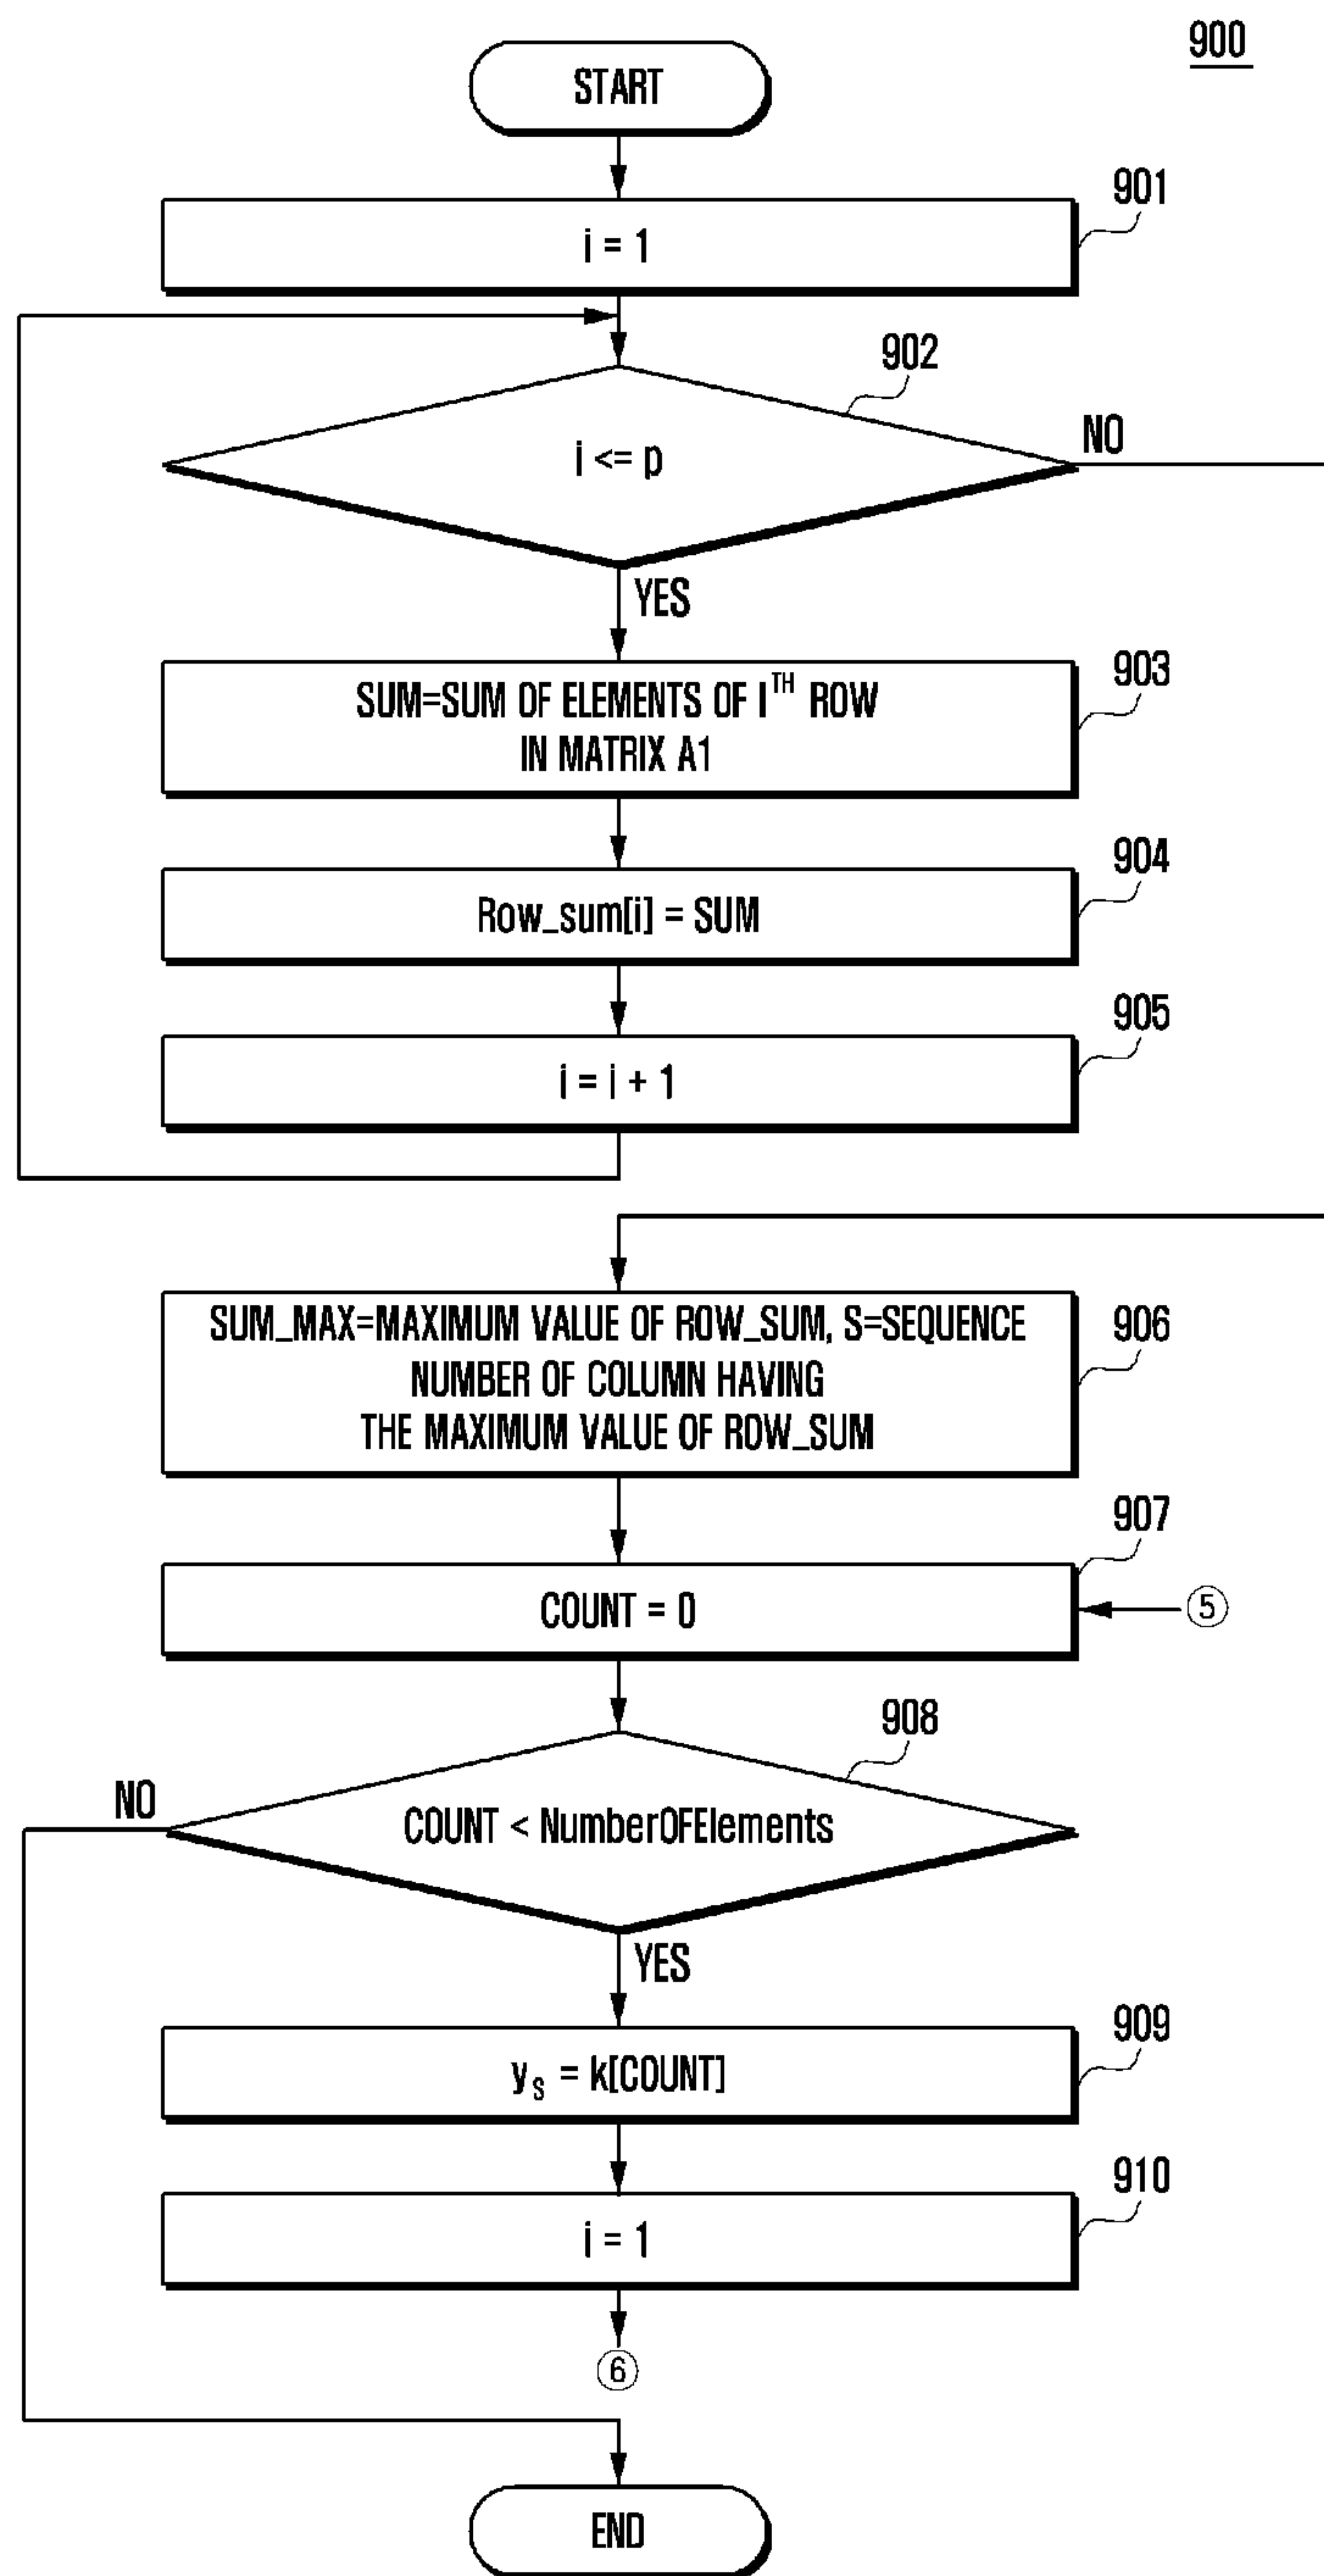 900
START
901
i = 1
902
i <= p
NO
YES
903
SUM=SUM OF ELEMENTS OF I^TH ROW
IN MATRIX A1
904
Row_sum[i] = SUM
905
i = i + 1
SUM_MAX=MAXIMUM VALUE OF ROW_SUM, S=SEQUENCE
NUMBER OF COLUMN HAVING
THE MAXIMUM VALUE OF ROW_SUM
906
907
COUNT = 0
⑤
908
NO
COUNT < NumberOFElements
YES
909
y_S = k[COUNT]
910
i = 1
⑥
END